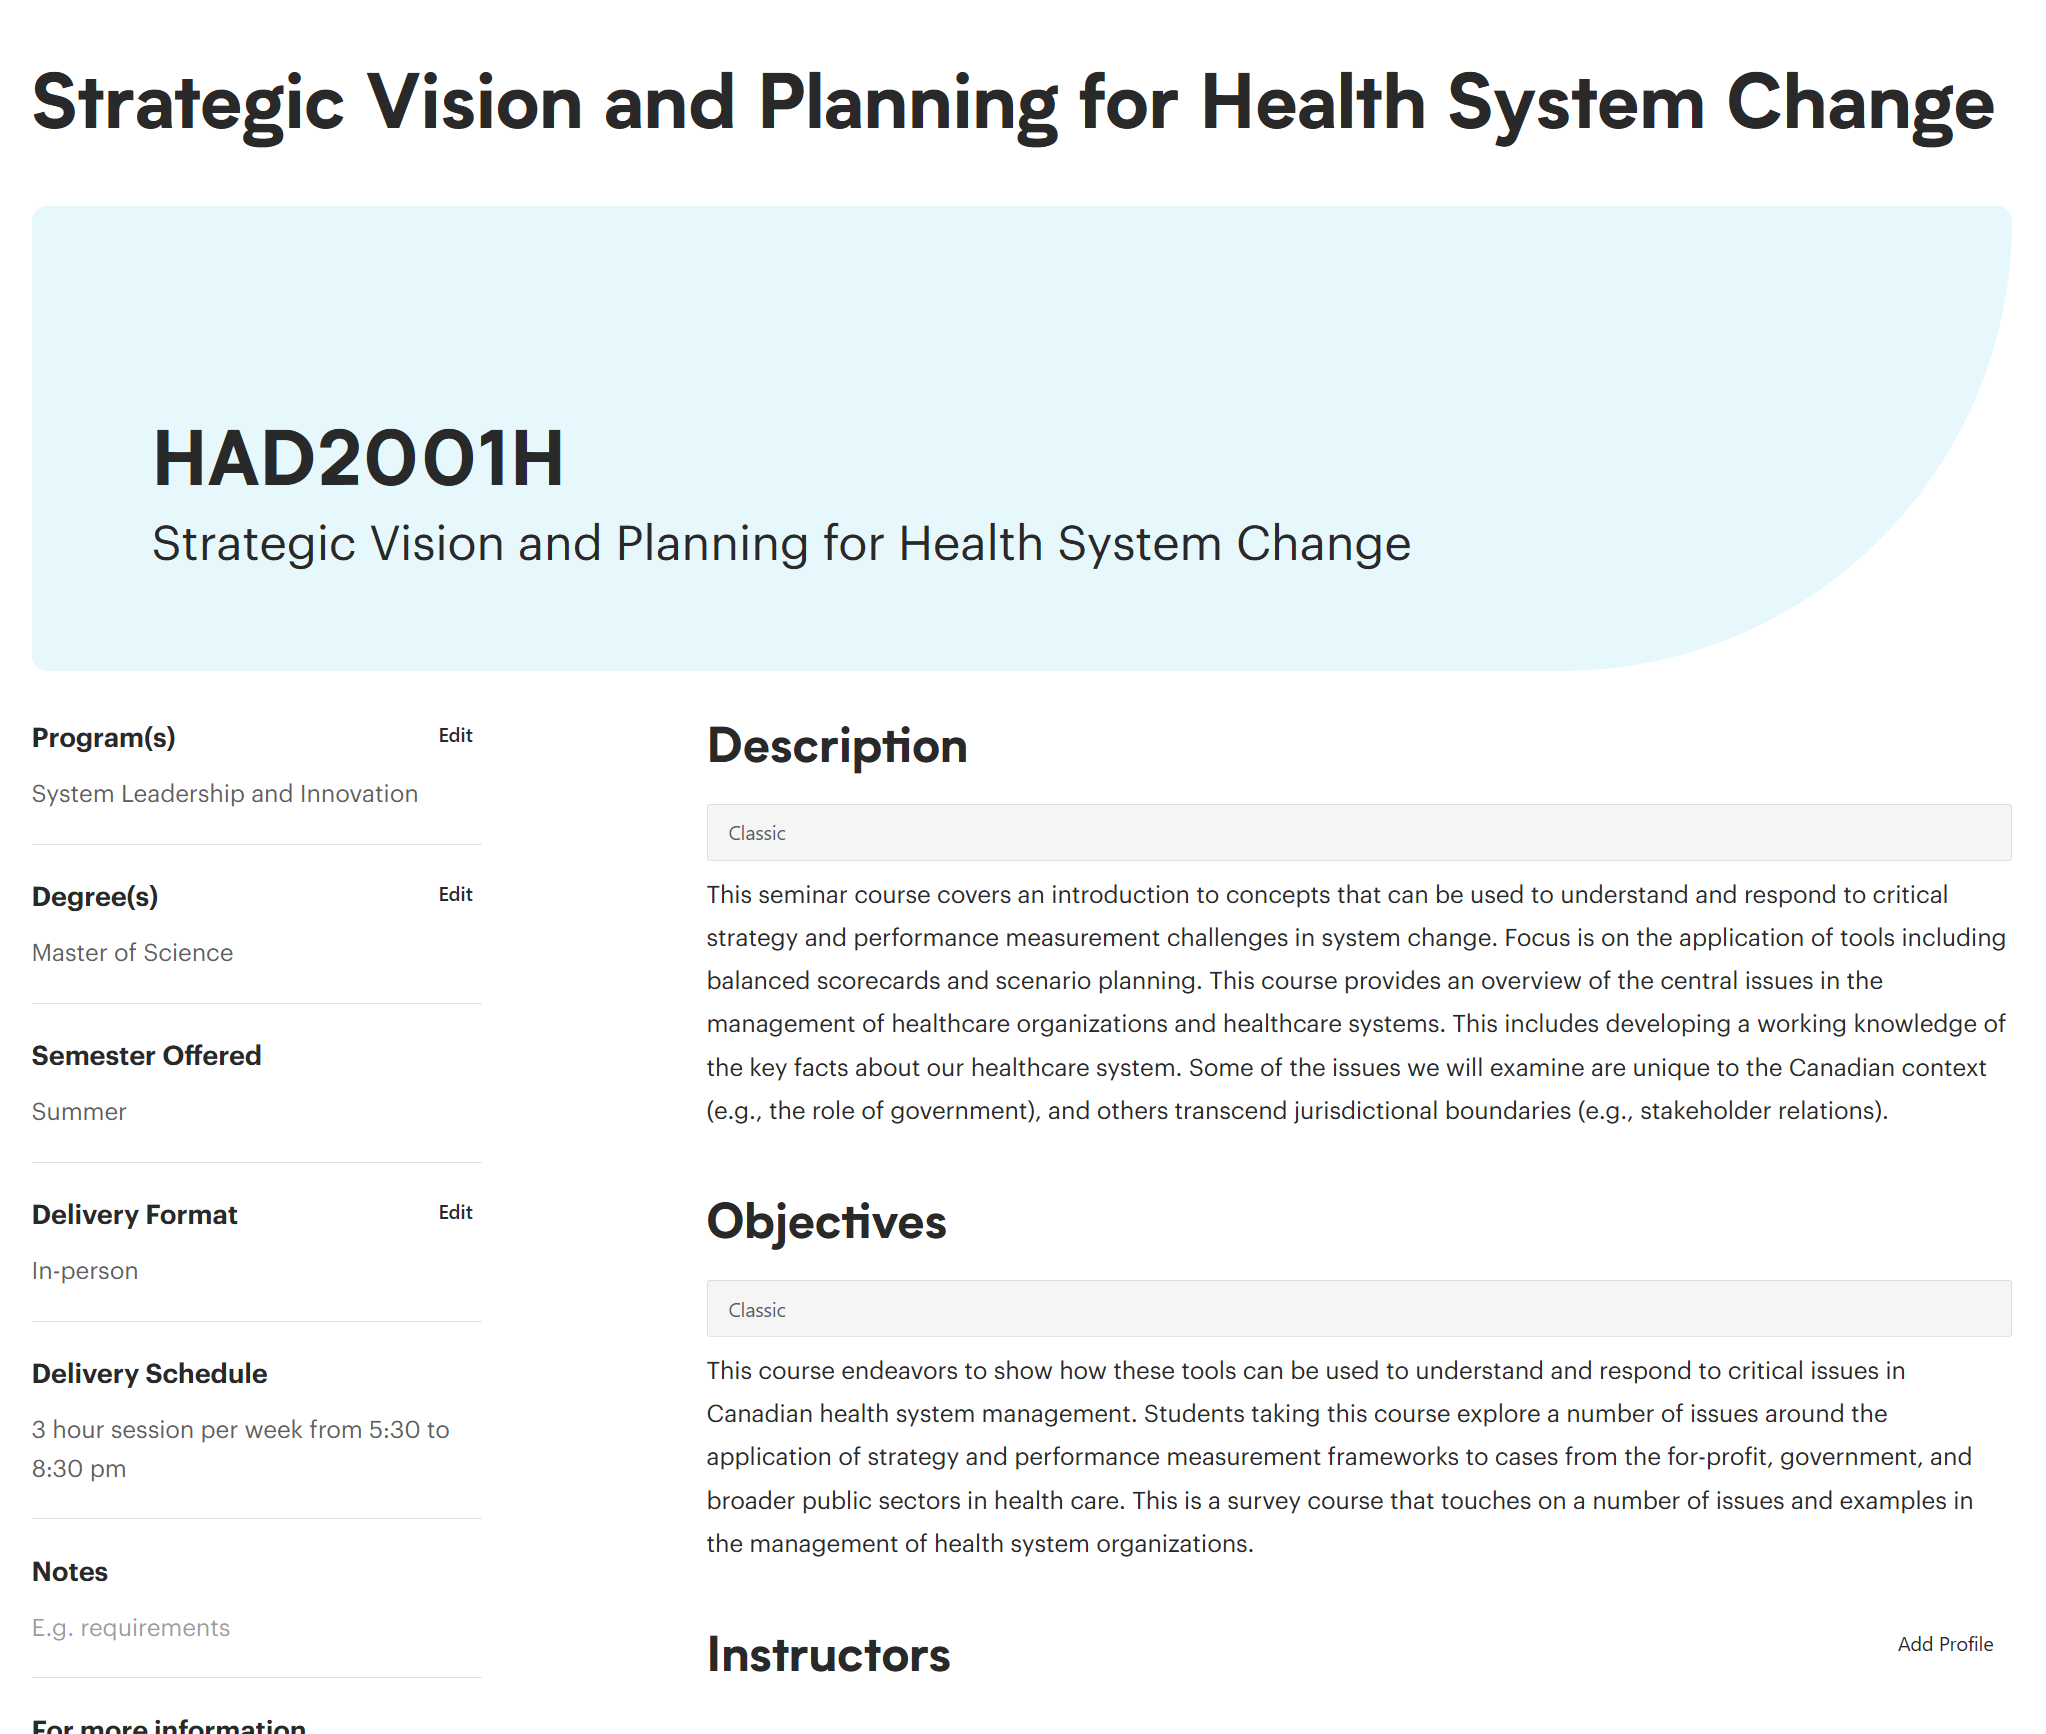 Strategic Vision and Planning for Health System Change
HAD2001H
Strategic Vision and Planning for Health System Change
Program(s)
Edit
System Leadership and Innovation
Degree(s)
Edit
Master of Science
Semester Offered
Summer
Delivery Format
Edit
In-person
Delivery Schedule
3 hour session per week from 5:30 to
8:30 pm
Notes
E.g. requirements
For more information
Description
Classic
This seminar course covers an introduction to concepts that can be used to understand and respond to critical
strategy and performance measurement challenges in system change. Focus is on the application of tools including
balanced scorecards and scenario planning. This course provides an overview of the central issues in the
management of healthcare organizations and healthcare systems. This includes developing a working knowledge of
the key facts about our healthcare system. Some of the issues we will examine are unique to the Canadian context
(e.g., the role of government), and others transcend jurisdictional boundaries (e.g., stakeholder relations).
Objectives
Classic
This course endeavors to show how these tools can be used to understand and respond to critical issues in
Canadian health system management. Students taking this course explore a number of issues around the
application of strategy and performance measurement frameworks to cases from the for-profit, government, and
broader public sectors in health care. This is a survey course that touches on a number of issues and examples in
the management of health system organizations.
Instructors
Add Profile